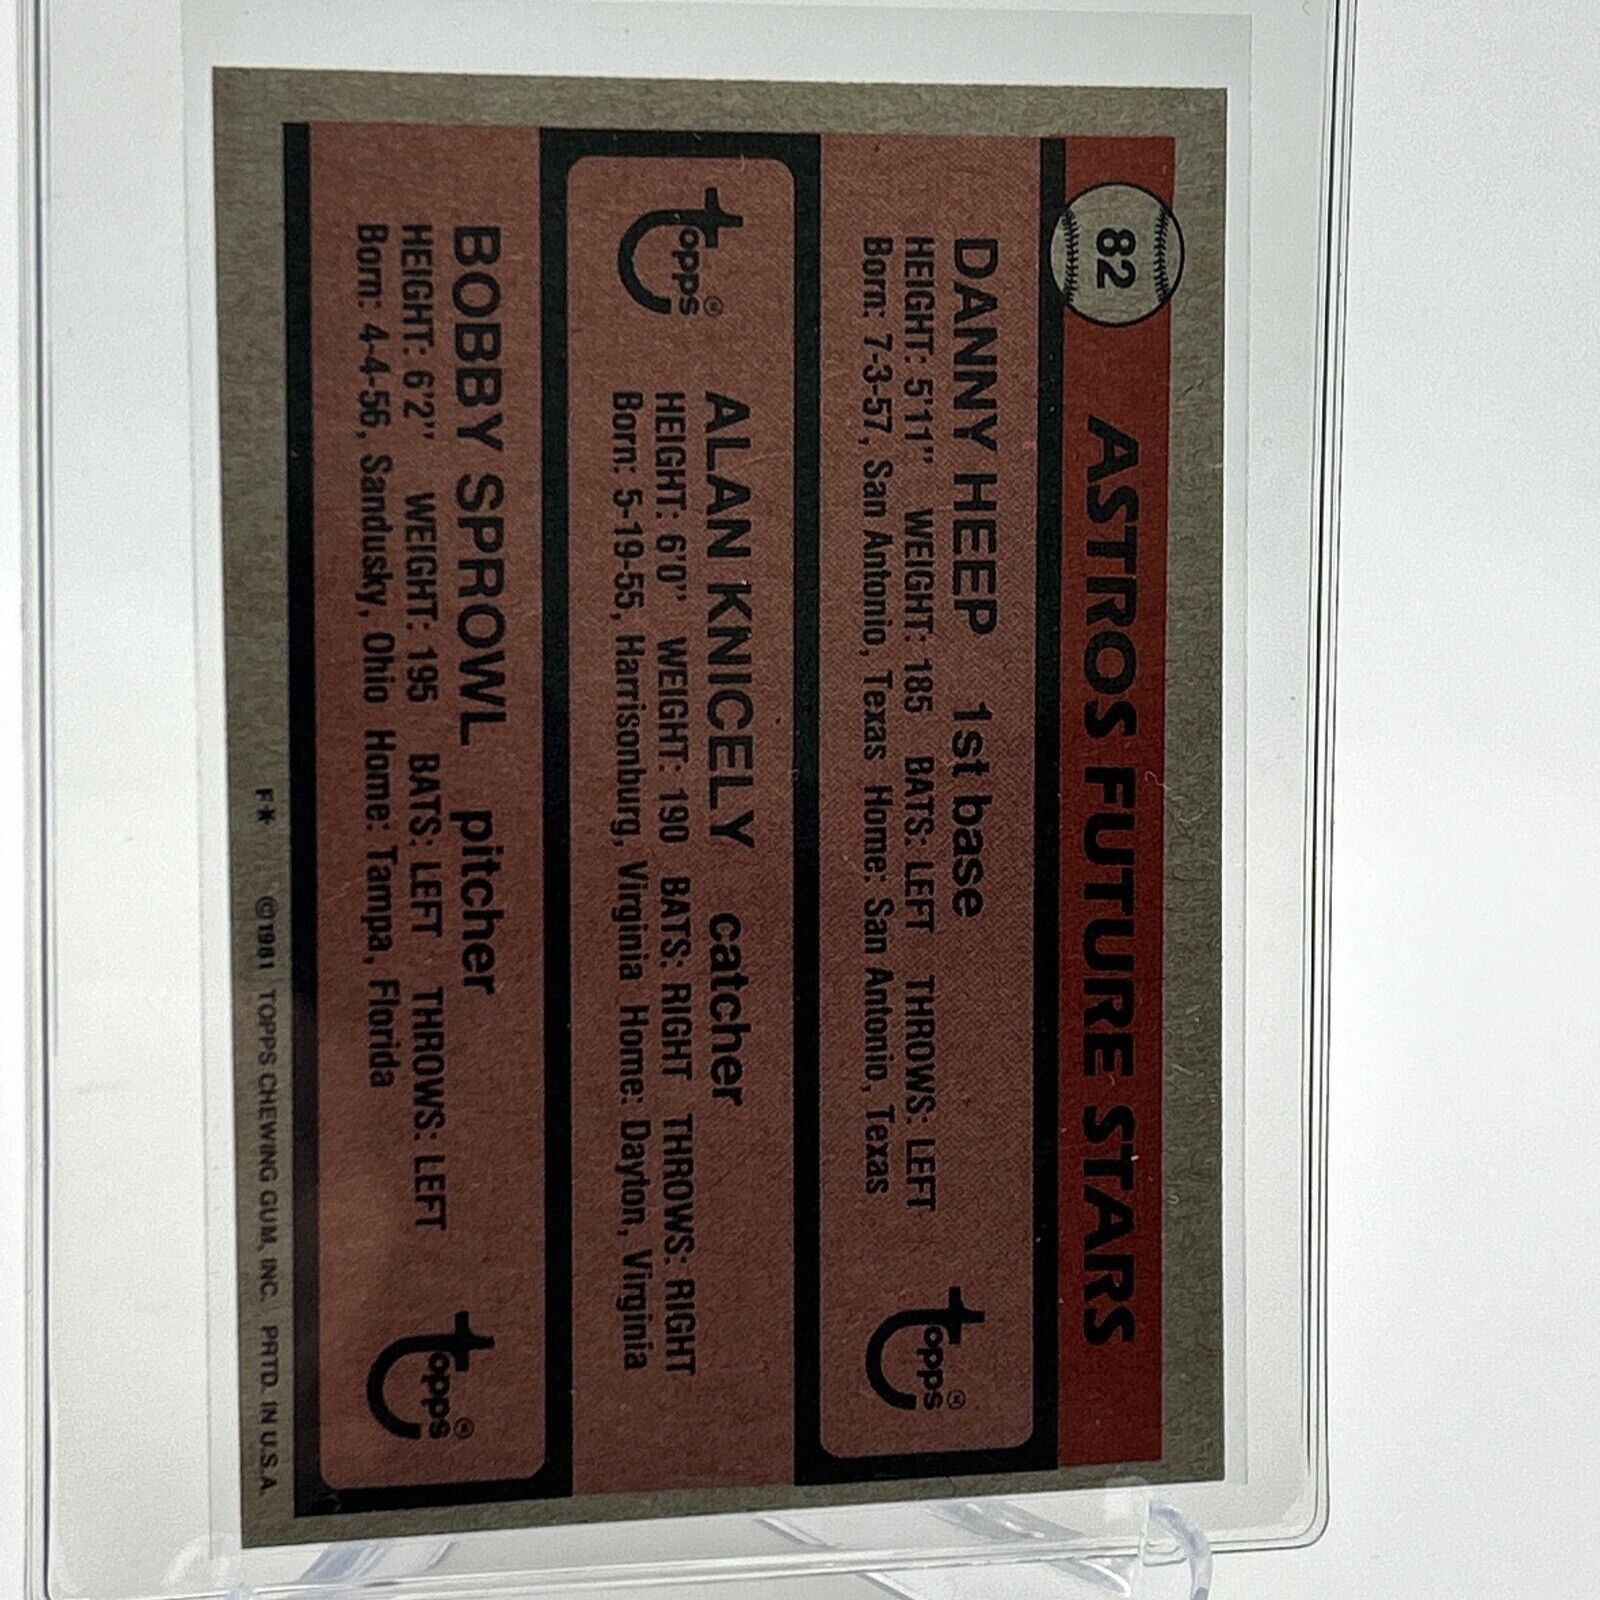 82 ASTROS FUTURE STARS
DANNY HEEP 1st base
HEIGHT: 5'11" WEIGHT: 185 BATS: LEFT THROWS: LEFT
Born: 7-3-57, San Antonio, Texas Home: San Antonio, Texas
topps®
topps®
ALAN KNICELY catcher
HEIGHT: 6'0" WEIGHT: 190 BATS: RIGHT THROWS: RIGHT
Born: 5-19-55, Harrisonburg, Virginia Home: Dayton, Virginia
BOBBY SPROWL pitcher
HEIGHT: 6'2" WEIGHT: 195 BATS: LEFT THROWS: LEFT
Born: 4-4-56, Sandusky, Ohio Home: Tampa, Florida
topps®
F* ©1981 TOPPS CHEWING GUM, INC. PRTD. IN U.S.A.